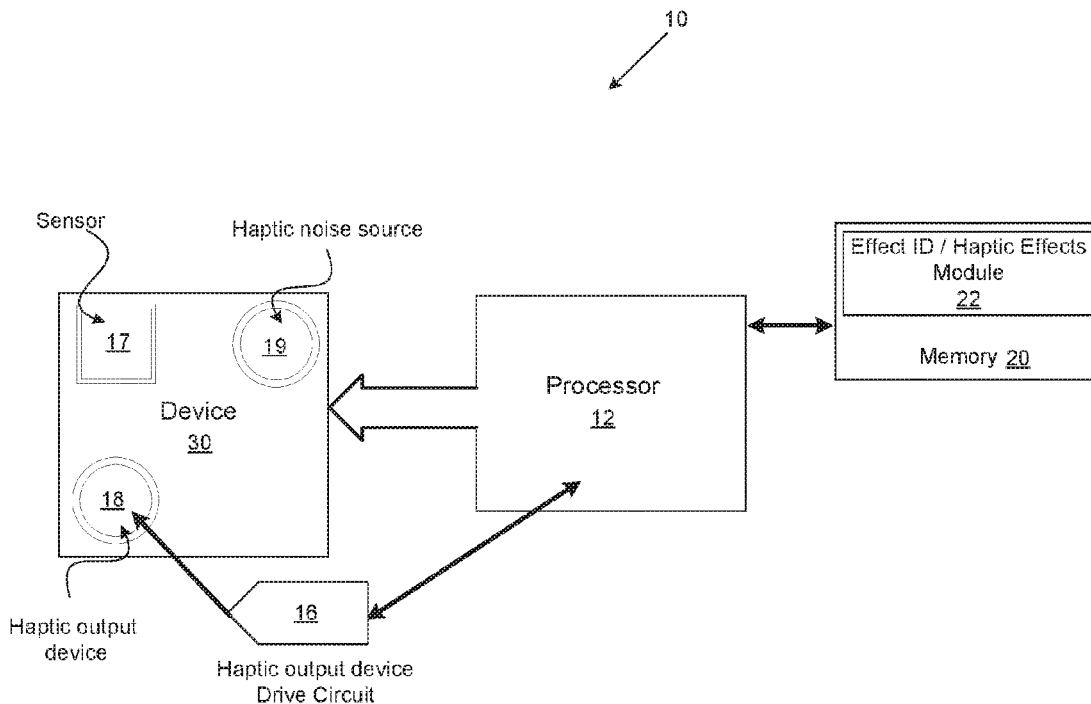 10
Sensor
Haptic noise source
17
19
Device
30
18
Haptic output
device
16
Haptic output device
Drive Circuit
Processor
12
Effect ID / Haptic Effects
Module
22
Memory 20